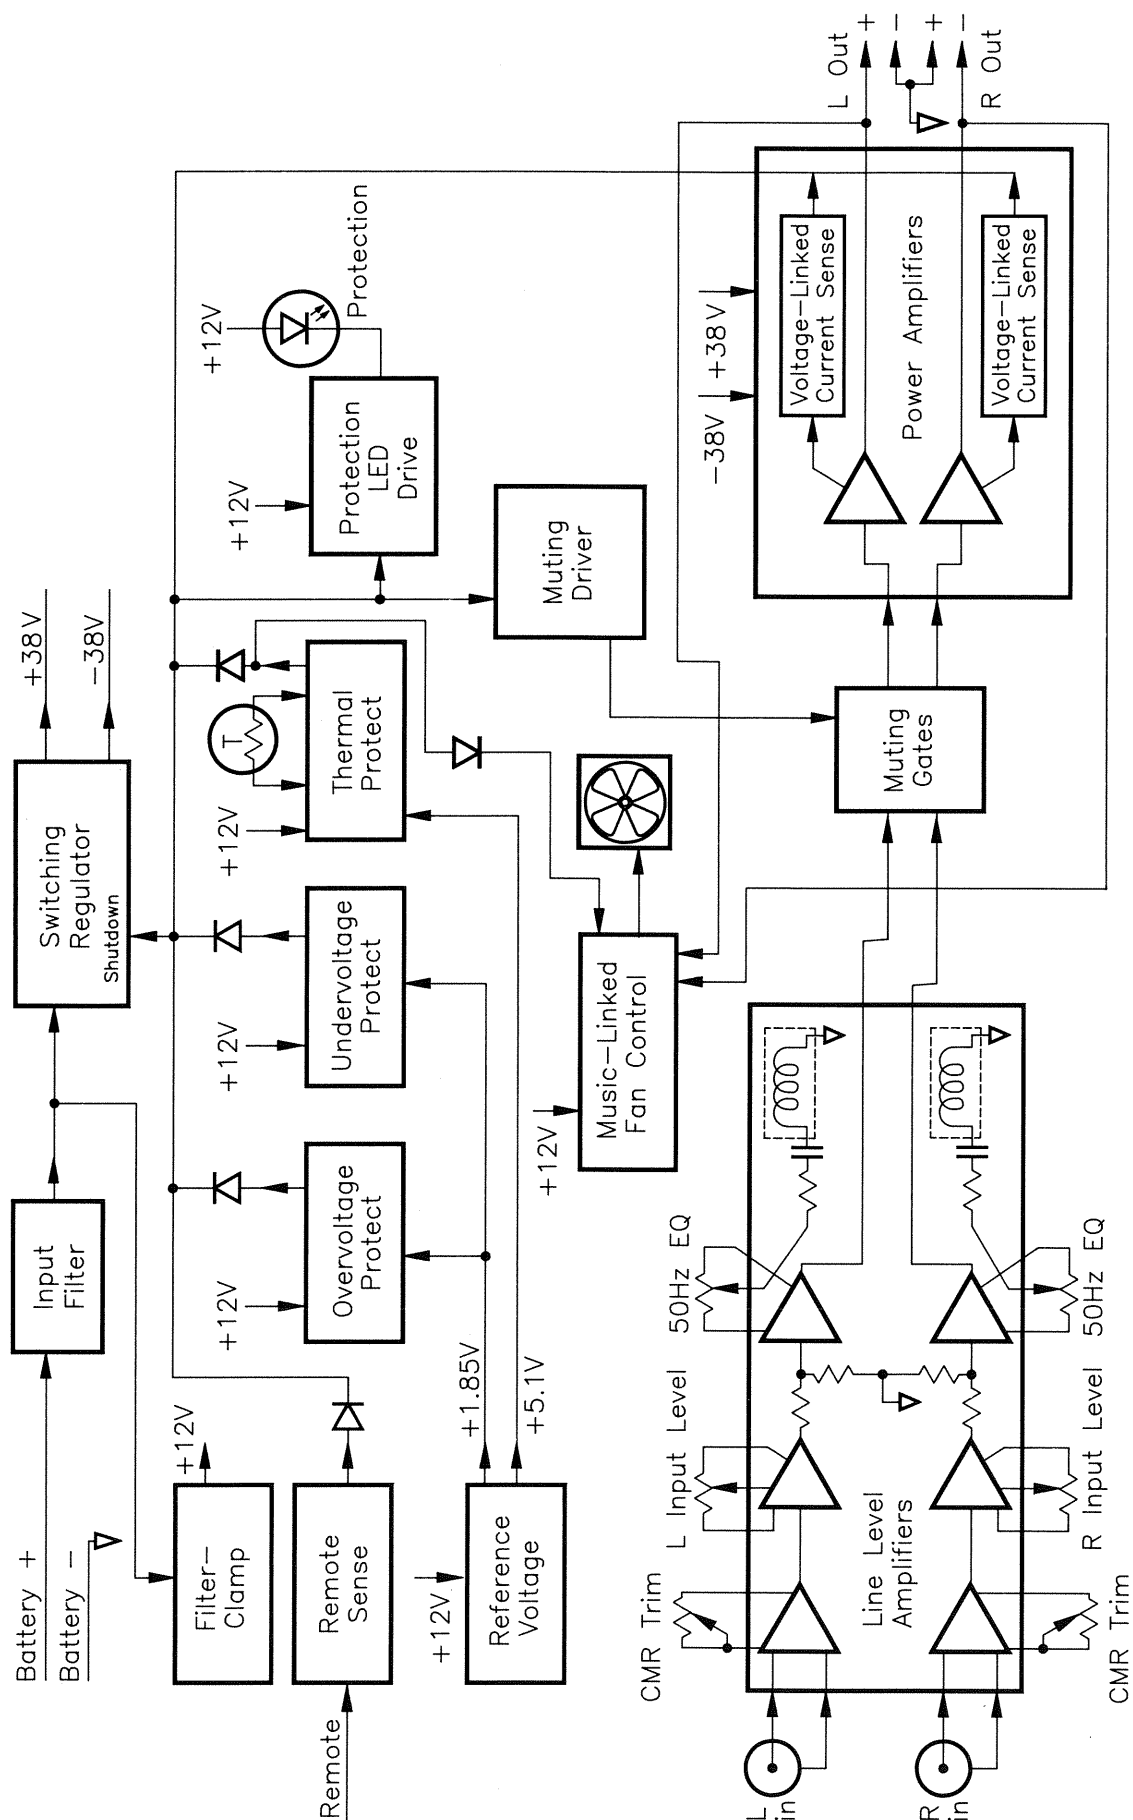 Battery +
Battery −
Input
Filter
Switching
Regulator
Shutdown
+38V
−38V
Filter−
Clamp
+12V
Remote
Remote
Sense
+12V
Reference
Voltage
+1.85V
+5.1V
+12V
Overvoltage
Protect
+12V
Undervoltage
Protect
+12V
T
Thermal
Protect
+12V
Protection
LED
Drive
+12V
Protection
Muting
Driver
+12V
Music−Linked
Fan Control
−38V
+38V
L in
R in
CMR Trim
L Input Level
50Hz EQ
Line Level
Amplifiers
CMR Trim
R Input Level
50Hz EQ
Muting
Gates
Voltage−Linked
Current Sense
Power Amplifiers
Voltage−Linked
Current Sense
L Out
+
−
+
−
R Out